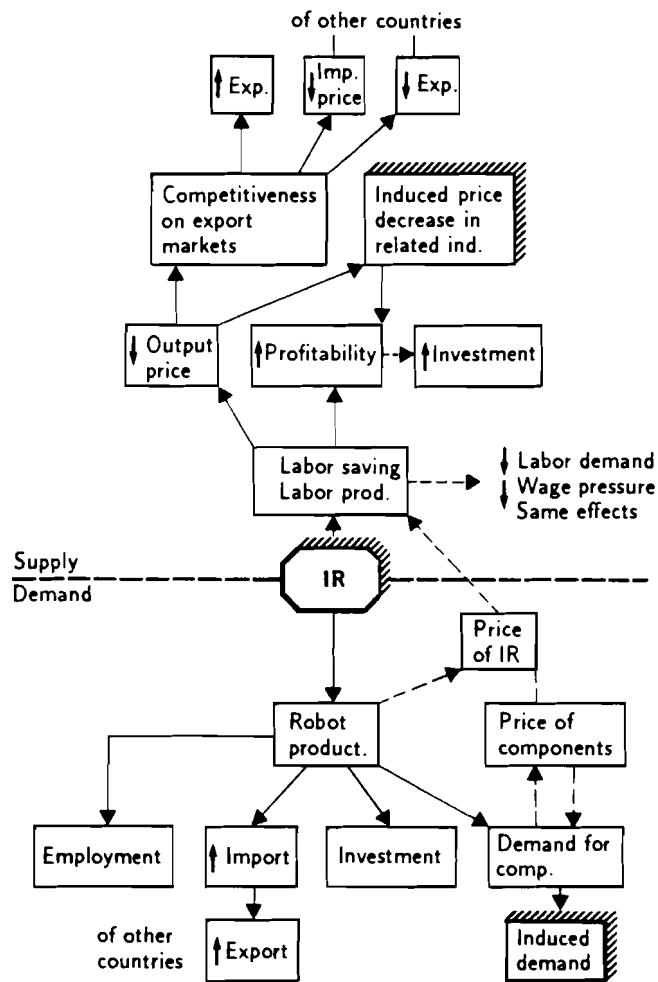 of other countries
↑ Exp.
↓ Imp.
price
↓ Exp.
Competitiveness
on export
markets
Induced price
decrease in
related ind.
↓ Output
price
↑ Profitability
↑ Investment
Labor saving
Labor prod.
↓ Labor demand
↓ Wage pressure
Same effects
Supply
IR
Demand
Price
of IR
Robot
product.
Price of
components
Employment
↑ Import
Investment
Demand for
comp.
of other
countries
↑ Export
Induced
demand